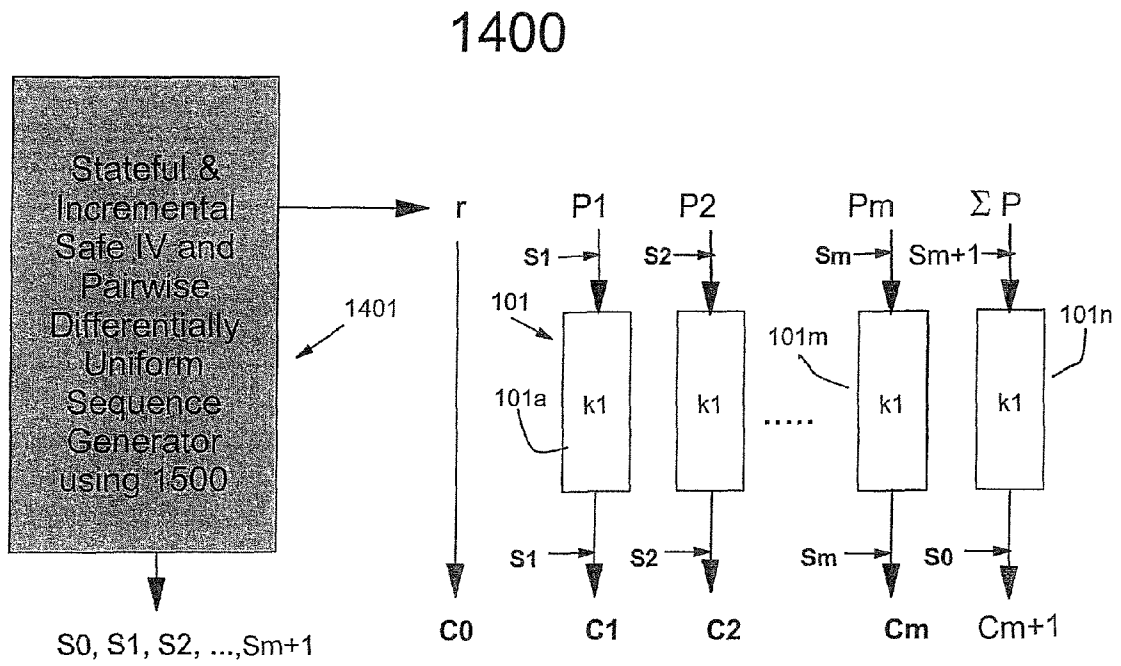 1400
Stateful &
Incremental
Safe IV and
Pairwise
Differentially
Uniform
Sequence
Generator
using 1500
1401
S0, S1, S2, ...,Sm+1
r P1 P2 Pm Σ P
S1 S2 Sm Sm+1
101 101m 101n
101a k1 k1 ..... k1 k1
S1 S2 Sm S0
C0 C1 C2 Cm Cm+1